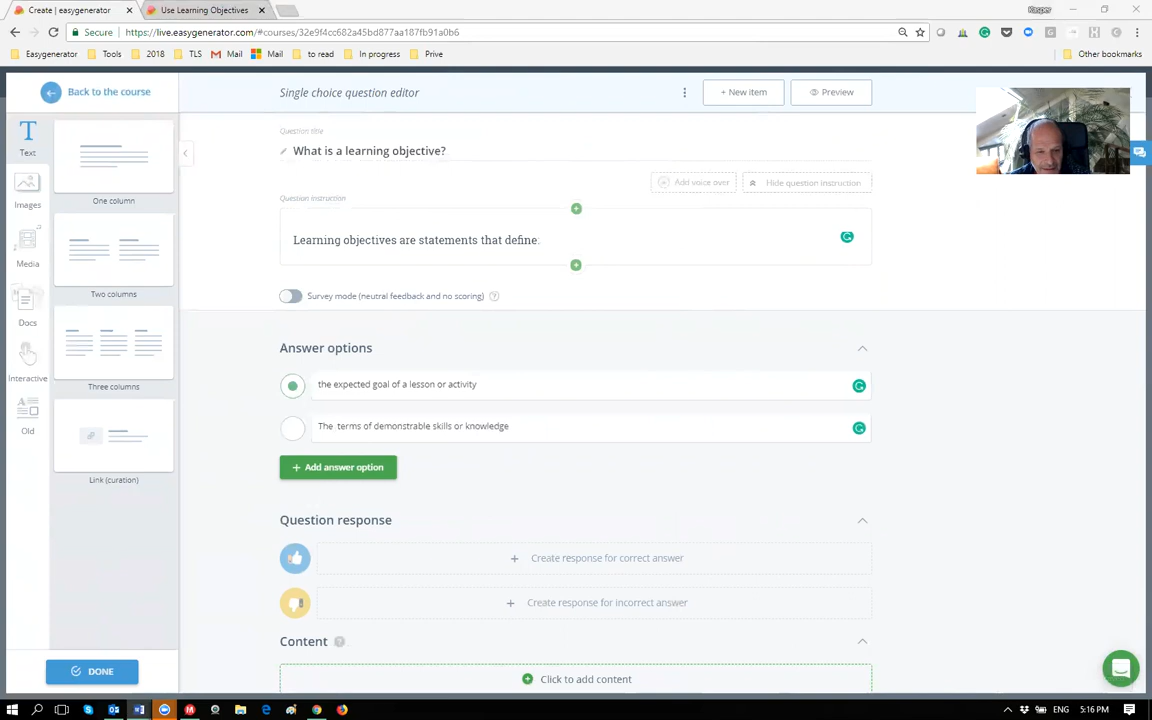 Create | easygenerator
Use Learning Objectives
Kasper
Secure
https://live.easygenerator.com/#courses/32e9f4cc682a45bd877aa187fb91a0b6
Easygenerator
Tools
2018
TLS
Mail
Mail
to read
In progress
Prive
Other bookmarks
Back to the course
Single choice question editor
+ New item
Preview
Text
Images
Media
Docs
Interactive
Old
One column
Two columns
Three columns
Link (curation)
DONE
Question title
What is a learning objective?
Add voice over
Hide question instruction
Question instruction
Learning objectives are statements that define:
Survey mode (neutral feedback and no scoring) ?
Answer options
the expected goal of a lesson or activity
The  terms of demonstrable skills or knowledge
+ Add answer option
Question response
+ Create response for correct answer
+ Create response for incorrect answer
Content ?
Click to add content
ENG
5:16 PM